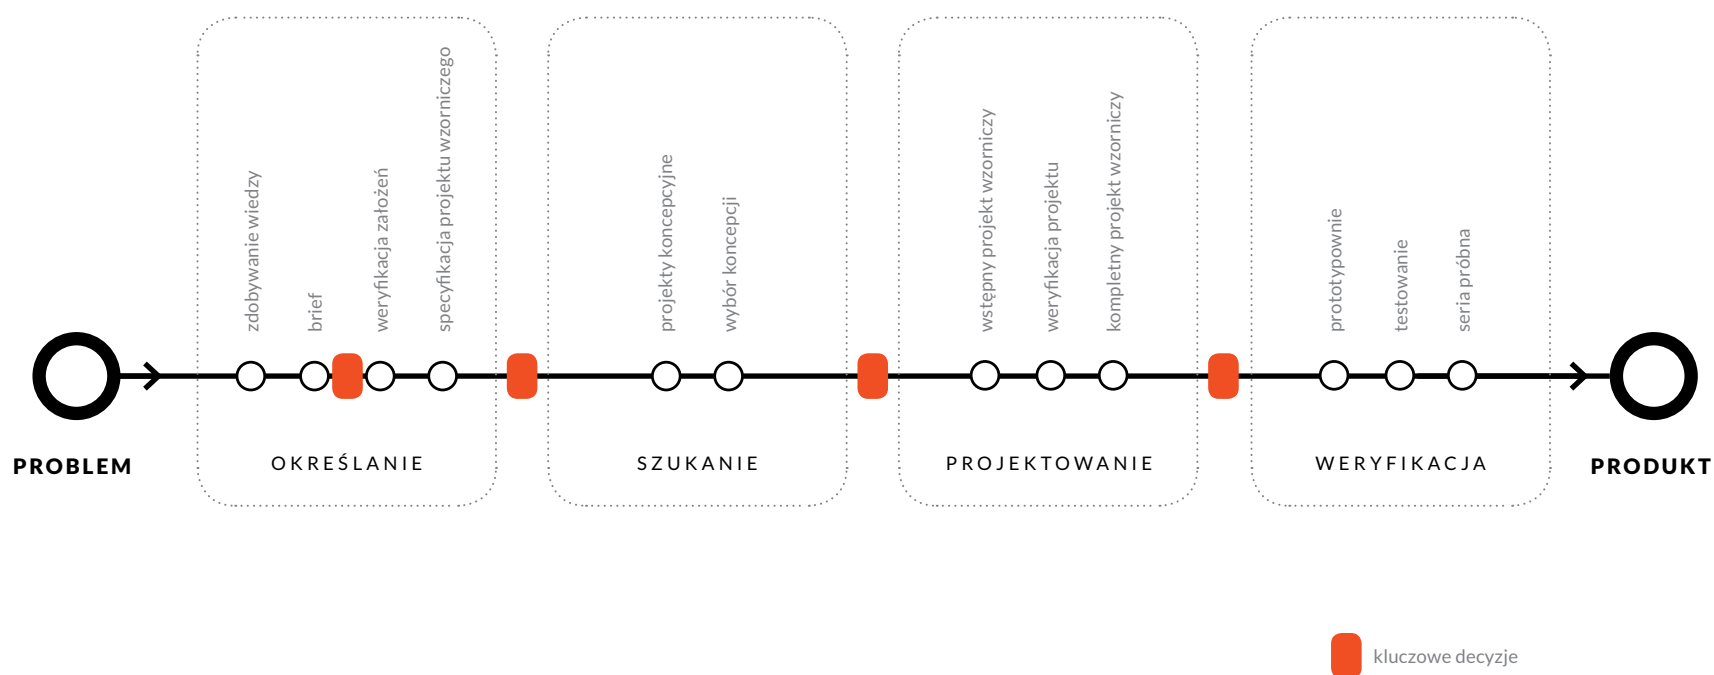 zdobywanie wiedzy
brief
weryfikacja założeń
specyfikacja projektu wzorniczego
projekty koncepcyjne
wybór koncepcji
wstępny projekt wzorniczy
weryfikacja projektu
kompletny projekt wzorniczy
prototypownie
testowanie
seria próbna
PROBLEM
OKREŚLANIE
SZUKANIE
PROJEKTOWANIE
WERYFIKACJA
PRODUKT
kluczowe decyzje